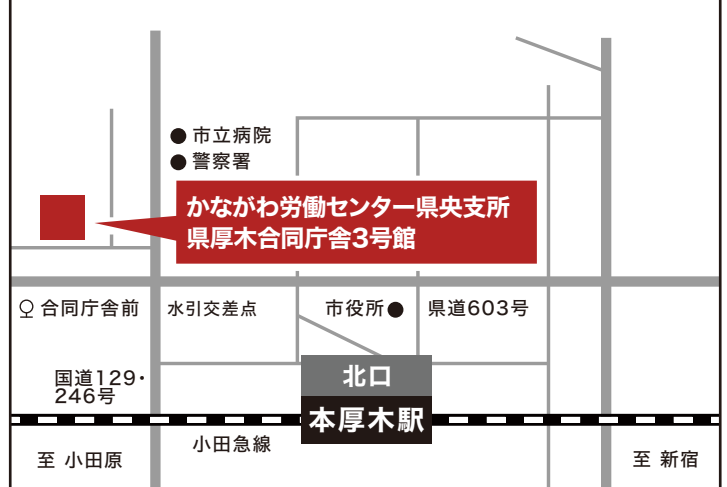 市立病院
警察署
かながわ労働センター県央支所
県厚木合同庁舎3号館
合同庁舎前
水引交差点
市役所
県道603号
国道129・
246号
北口
本厚木駅
小田急線
至 小田原
至 新宿